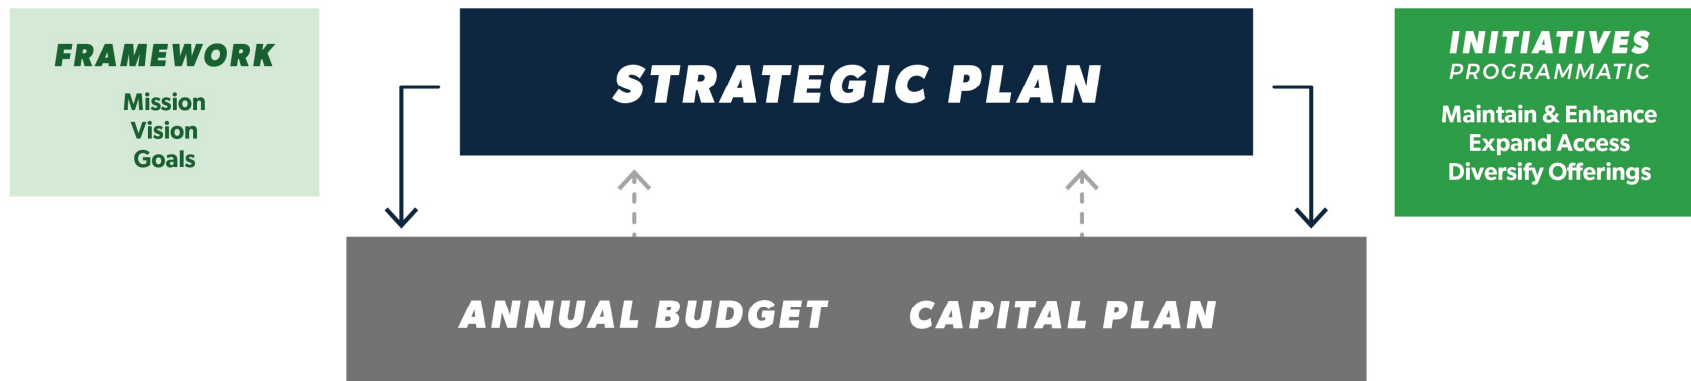 FRAMEWORK
Mission
Vision
Goals
STRATEGIC PLAN
INITIATIVES
PROGRAMMATIC
Maintain & Enhance
Expand Access
Diversify Offerings
ANNUAL BUDGET
CAPITAL PLAN